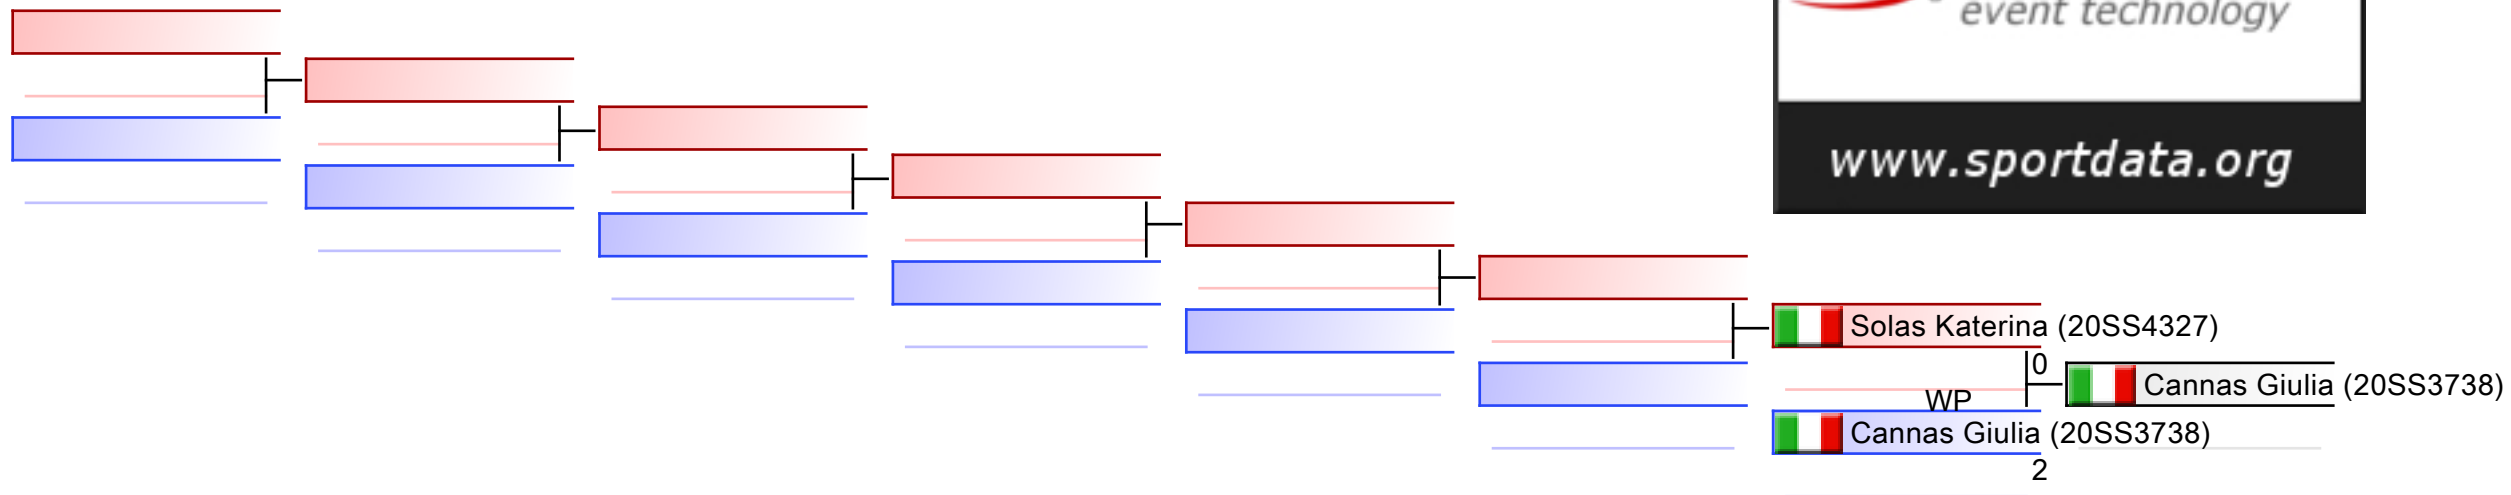 event technology
www.sportdata.org
Solas Katerina (20SS4327)
0
Cannas Giulia (20SS3738)
WP
Cannas Giulia (20SS3738)
2